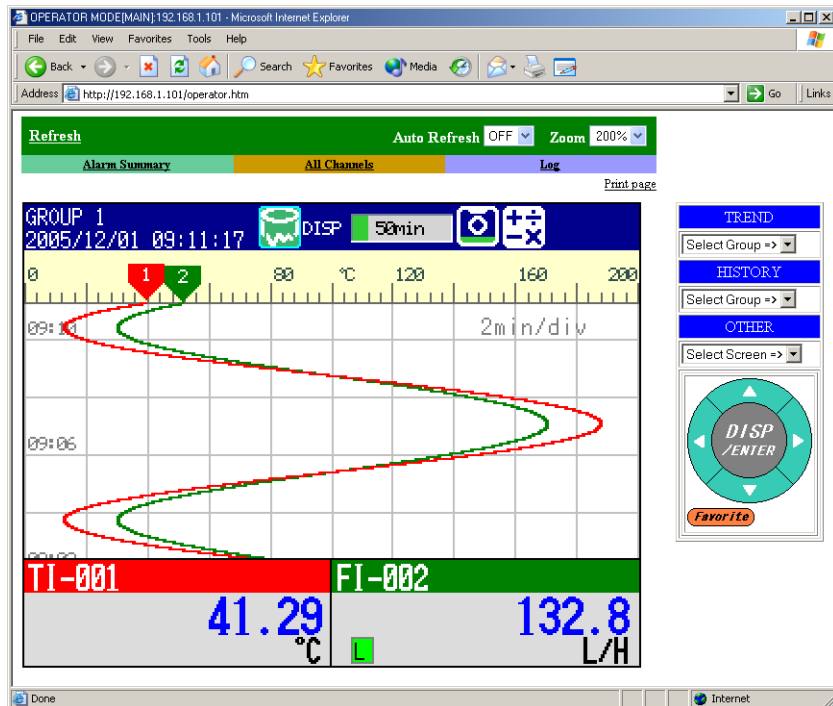 OPERATOR MODE[MAIN]:192.168.1.101 - Microsoft Internet Explorer
File Edit View Favorites Tools Help
Back Search Favorites Media
Address http://192.168.1.101/operator.htm Go Links
Refresh Auto Refresh OFF Zoom 200%
Alarm Summary All Channels Log
Print page
GROUP 1
2005/12/01 09:11:17 DISP 50min
0 1 2 80 °C 120 160 200
09:10 2min/div
09:06
TI-001 FI-002
41.29 132.8
°C L L/H
TREND
Select Group =>
HISTORY
Select Group =>
OTHER
Select Screen =>
DISP
/ENTER
Favorite
Done Internet